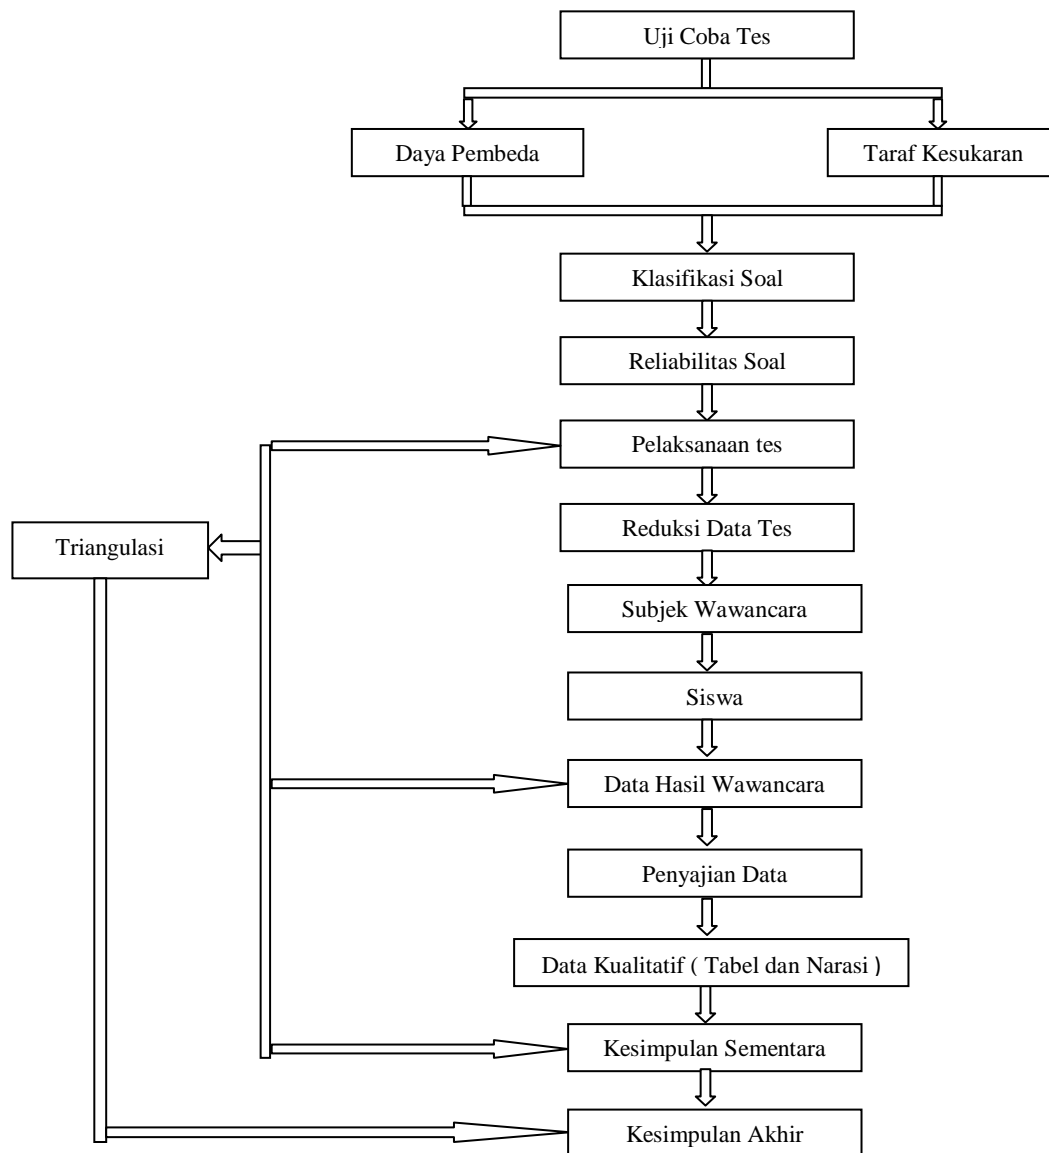 Uji Coba Tes
Daya Pembeda
Taraf Kesukaran
Klasifikasi Soal
Reliabilitas Soal
Pelaksanaan tes
Reduksi Data Tes
Triangulasi
Subjek Wawancara
Siswa
Data Hasil Wawancara
Penyajian Data
Data Kualitatif ( Tabel dan Narasi )
Kesimpulan Sementara
Kesimpulan Akhir